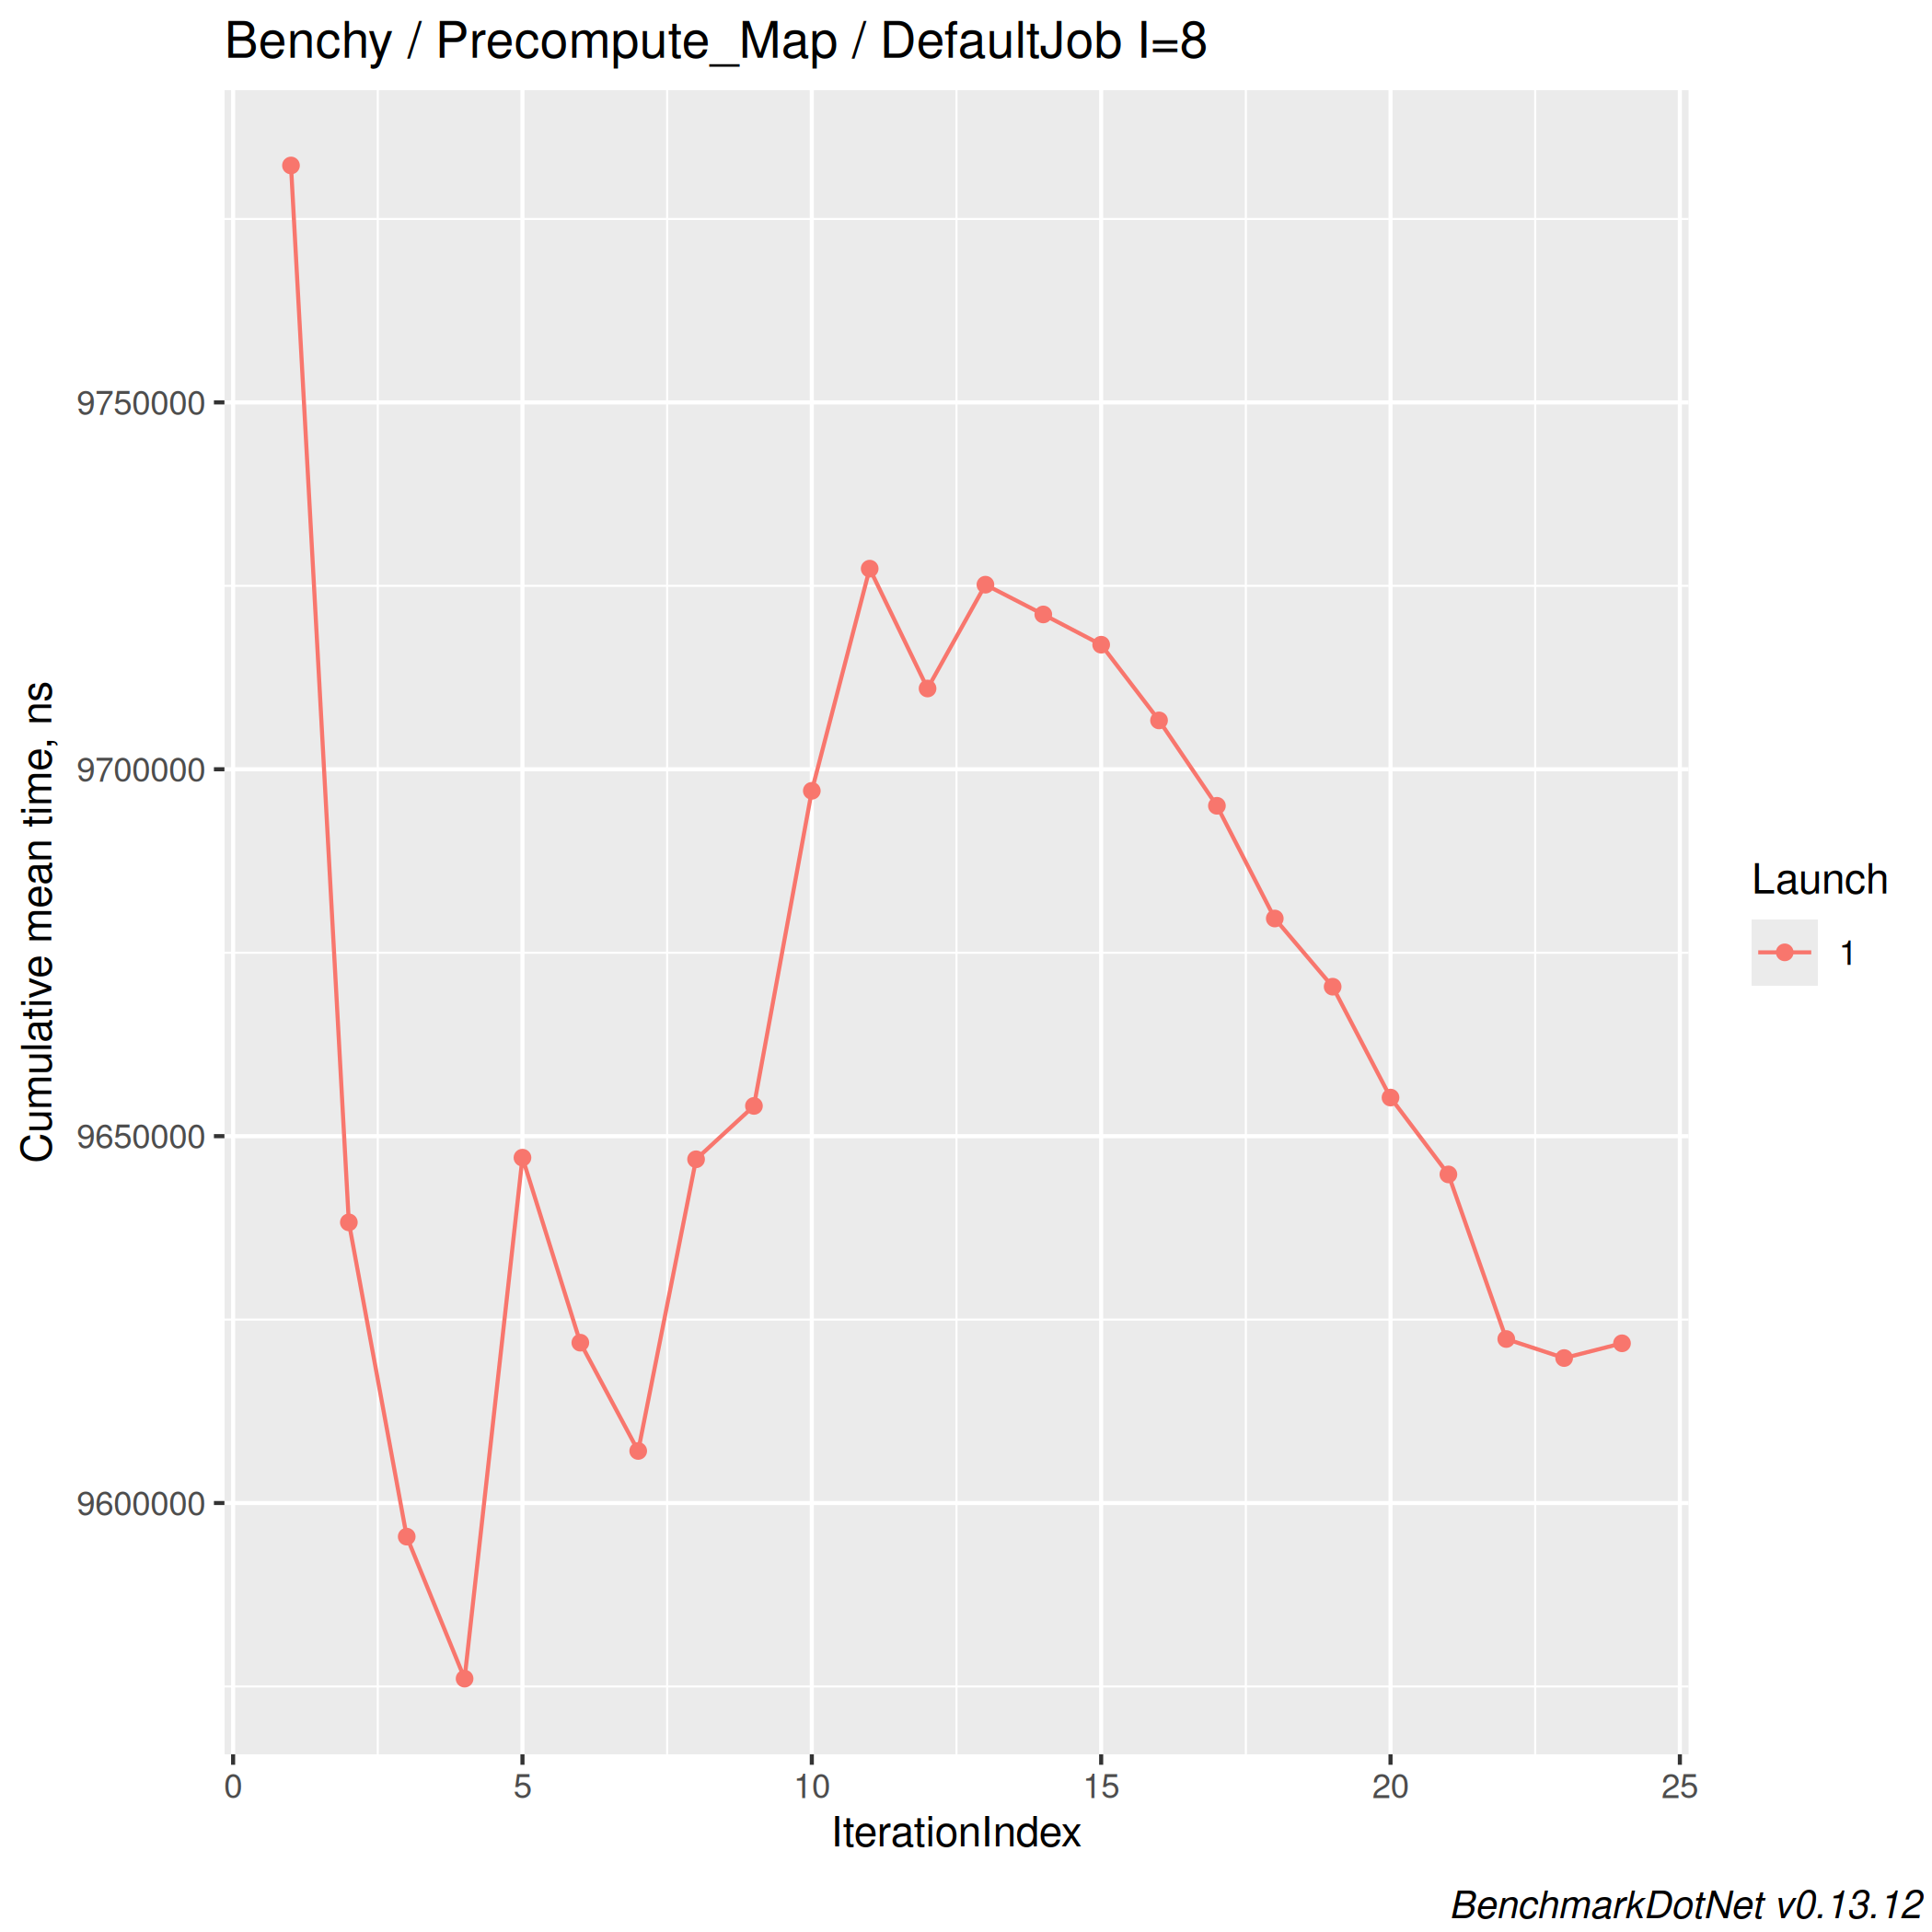 Benchy / Precompute_Map / DefaultJob I=8
Cumulative mean time, ns
9750000
9700000
9650000
9600000
0 5 10 15 20 25
IterationIndex
Launch
1
BenchmarkDotNet v0.13.12